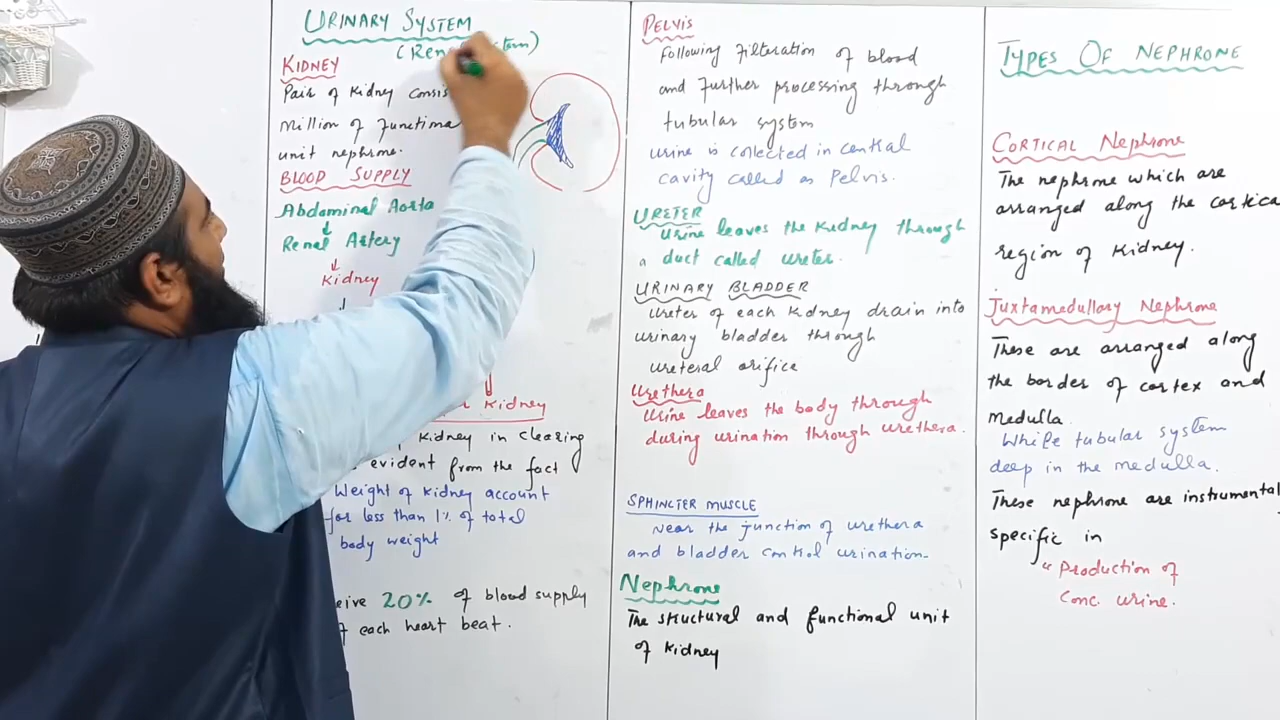 URINARY SYSTEM
(Ren stem)
KIDNEY
Pair of kidney consis
Million of functiona
unit nephrone.
BLOOD SUPPLY
Abdominal Aorta
↓
Renal Artery
↓
Kidney
↓
Kidney
Kidney in clearing
evident from the fact
Weight of kidney account
for less than 1% of total
body weight
eive 20% of blood supply
f each heart beat.
PELVIS
Following filteration of blood
and further processing through
tubular system
urine is collected in central
cavity called as Pelvis.
URETER
Urine leaves the kidney through
a duct called ureter.
URINARY BLADDER
Ureter of each kidney drain into
urinary bladder through
ureteral orifice
Urethera
Urine leaves the body through
during urination through urethera.
SPHINCTER MUSCLE
Near the junction of urethera
and bladder control urination.
Nephrone
The structural and functional unit
of kidney
TYPES OF NEPHRONE
CORTICAL Nephrone
The nephrone which are
arranged along the cortica
region of kidney.
Juxtamedullory Nephrone
These are arranged along
the border of cortex and
medulla.
While tubular system
deep in the medulla.
These nephrone are instrumental
specific in
"Production of
Conc. urine.